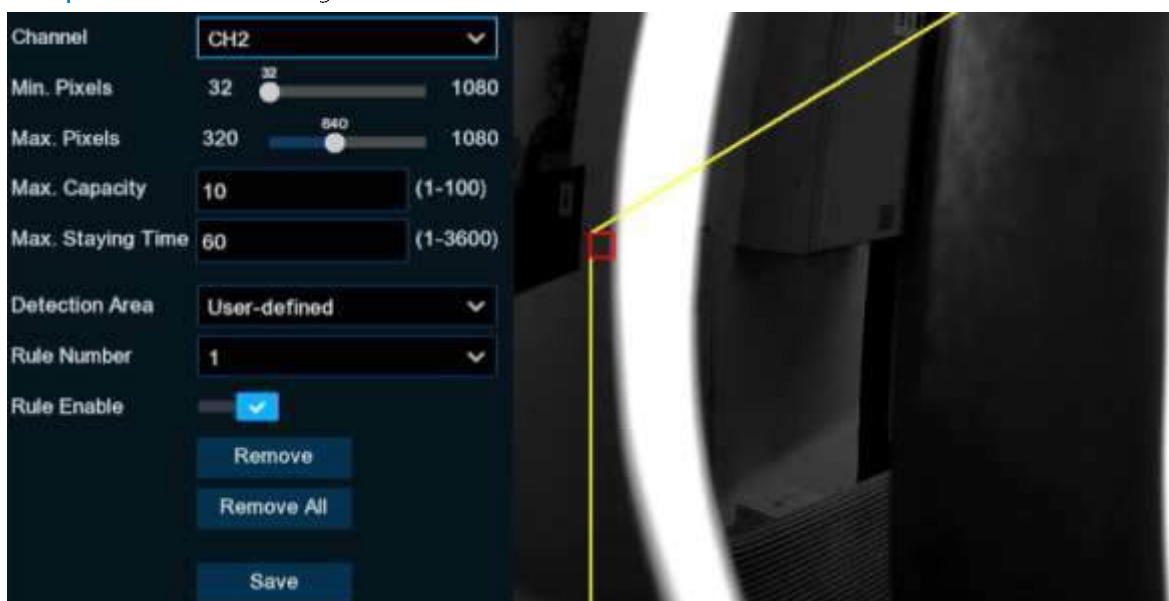 Channel CH2
32
Min. Pixels 32 1080
640
Max. Pixels 320 1080
Max. Capacity 10 (1-100)
Max. Staying Time 60 (1-3600)
Detection Area User-defined
Rule Number 1
Rule Enable
Remove
Remove All
Save